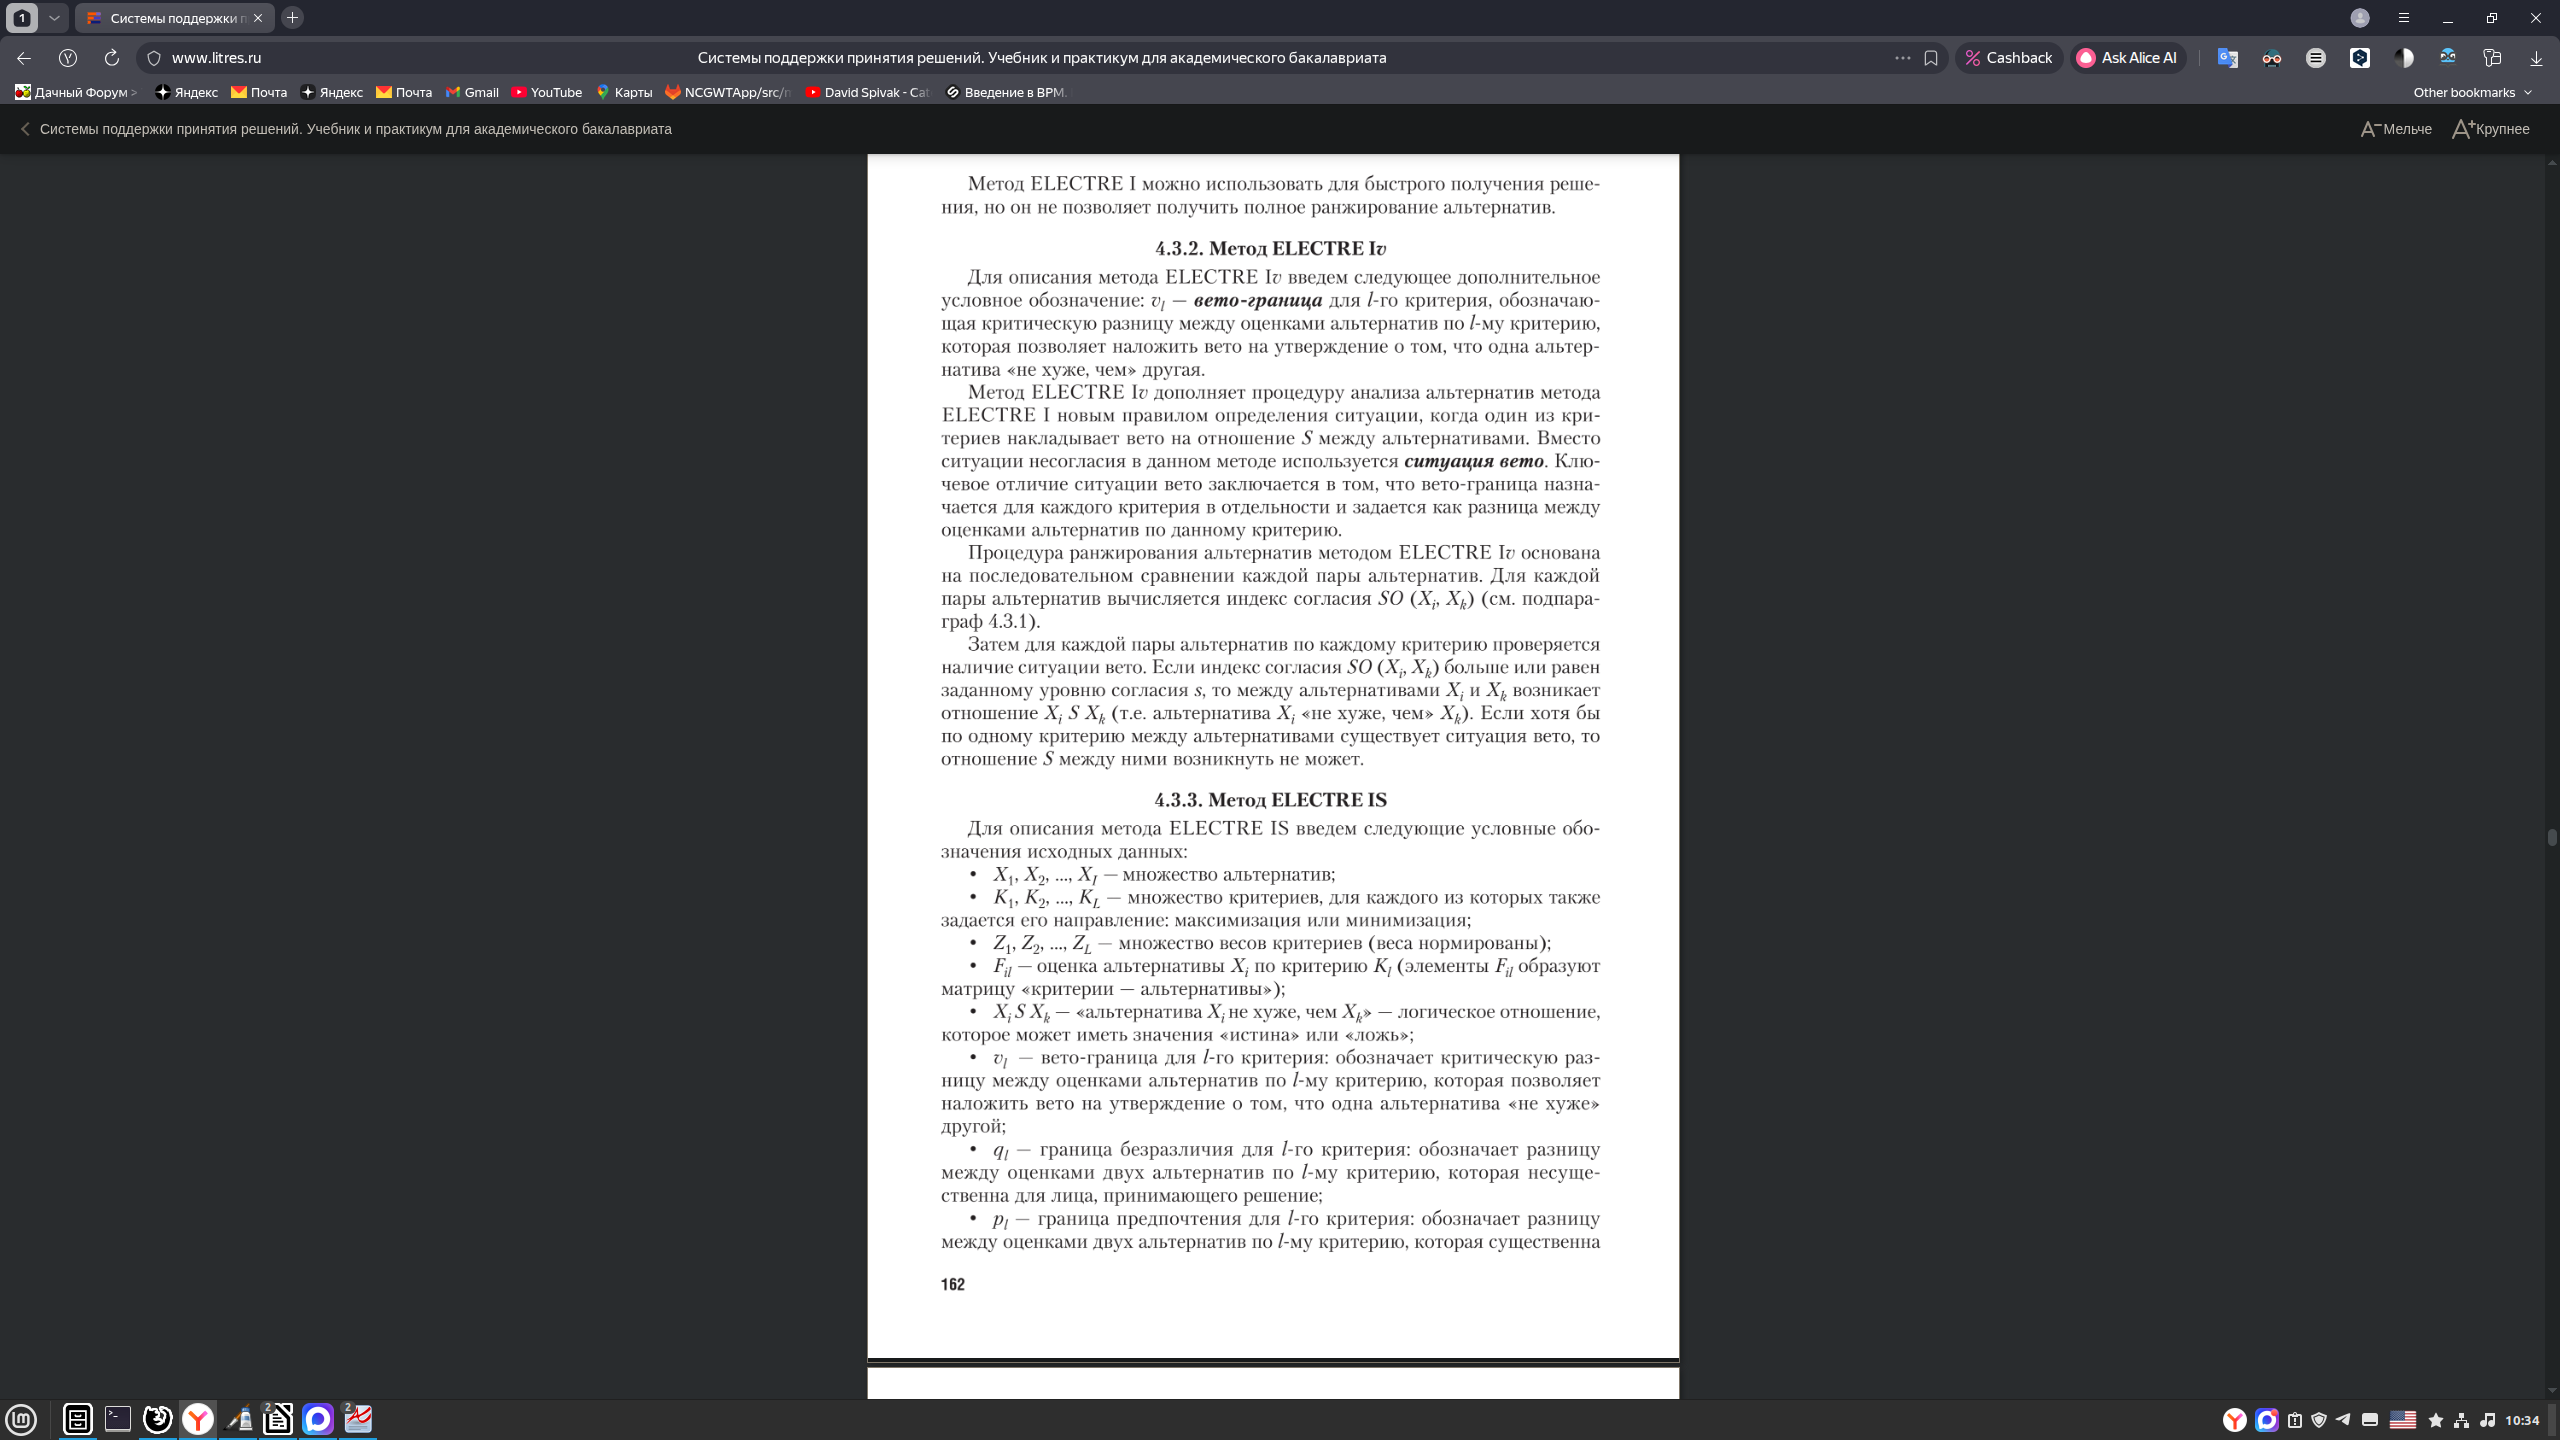 1
Системы поддержки п
www.litres.ru
Системы поддержки принятия решений. Учебник и практикум для академического бакалавриата
Cashback
Ask Alice AI
Дачный Форум >
Яндекс
Почта
Яндекс
Почта
Gmail
YouTube
Карты
NCGWTApp/src/
David Spivak - Cat
Введение в BPM.
Other bookmarks
Системы поддержки принятия решений. Учебник и практикум для академического бакалавриата
A− Мельче
A+ Крупнее
Метод ELECTRE I можно использовать для быстрого получения реше-
ния, но он не позволяет получить полное ранжирование альтернатив.
4.3.2. Метод ELECTRE Iv
Для описания метода ELECTRE Iv введем следующее дополнительное
условное обозначение: v_l — вето-граница для l-го критерия, обозначаю-
щая критическую разницу между оценками альтернатив по l-му критерию,
которая позволяет наложить вето на утверждение о том, что одна альтер-
натива «не хуже, чем» другая.
Метод ELECTRE Iv дополняет процедуру анализа альтернатив метода
ELECTRE I новым правилом определения ситуации, когда один из кри-
териев накладывает вето на отношение S между альтернативами. Вместо
ситуации несогласия в данном методе используется ситуация вето. Клю-
чевое отличие ситуации вето заключается в том, что вето-граница назна-
чается для каждого критерия в отдельности и задается как разница между
оценками альтернатив по данному критерию.
Процедура ранжирования альтернатив методом ELECTRE Iv основана
на последовательном сравнении каждой пары альтернатив. Для каждой
пары альтернатив вычисляется индекс согласия SO (X_i, X_k) (см. подпара-
граф 4.3.1).
Затем для каждой пары альтернатив по каждому критерию проверяется
наличие ситуации вето. Если индекс согласия SO (X_i, X_k) больше или равен
заданному уровню согласия s, то между альтернативами X_i и X_k возникает
отношение X_i S X_k (т.е. альтернатива X_i «не хуже, чем» X_k). Если хотя бы
по одному критерию между альтернативами существует ситуация вето, то
отношение S между ними возникнуть не может.
4.3.3. Метод ELECTRE IS
Для описания метода ELECTRE IS введем следующие условные обо-
значения исходных данных:
• X_1, X_2, ..., X_I — множество альтернатив;
• K_1, K_2, ..., K_L — множество критериев, для каждого из которых также
задается его направление: максимизация или минимизация;
• Z_1, Z_2, ..., Z_L — множество весов критериев (веса нормированы);
• F_il — оценка альтернативы X_i по критерию K_l (элементы F_il образуют
матрицу «критерии — альтернативы»);
• X_i S X_k — «альтернатива X_i не хуже, чем X_k» — логическое отношение,
которое может иметь значения «истина» или «ложь»;
• v_l — вето-граница для l-го критерия: обозначает критическую раз-
ницу между оценками альтернатив по l-му критерию, которая позволяет
наложить вето на утверждение о том, что одна альтернатива «не хуже»
другой;
• q_l — граница безразличия для l-го критерия: обозначает разницу
между оценками двух альтернатив по l-му критерию, которая несуще-
ственна для лица, принимающего решение;
• p_l — граница предпочтения для l-го критерия: обозначает разницу
между оценками двух альтернатив по l-му критерию, которая существенна
162
2
2
10:34